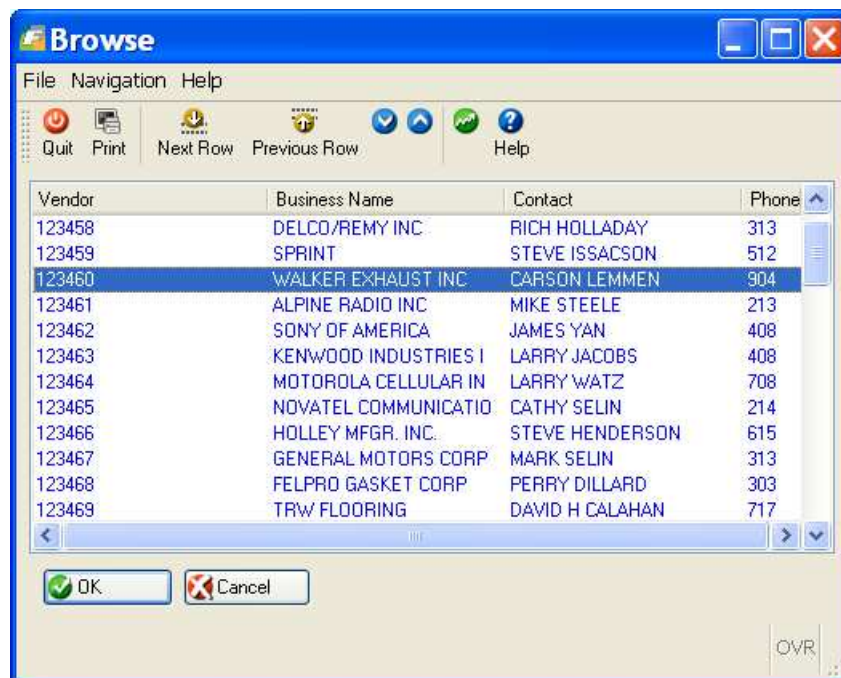 Browse
File Navigation Help
Quit Print Next Row Previous Row Help
Vendor Business Name Contact Phone
123458 DELCO/REMY INC RICH HOLLADAY 313
123459 SPRINT STEVE ISSACSON 512
123460 WALKER EXHAUST INC CARSON LEMMEN 904
123461 ALPINE RADIO INC MIKE STEELE 213
123462 SONY OF AMERICA JAMES YAN 408
123463 KENWOOD INDUSTRIES I LARRY JACOBS 408
123464 MOTOROLA CELLULAR IN LARRY WATZ 708
123465 NOVATEL COMMUNICATIO CATHY SELIN 214
123466 HOLLEY MFGR. INC. STEVE HENDERSON 615
123467 GENERAL MOTORS CORP MARK SELIN 313
123468 FELPRO GASKET CORP PERRY DILLARD 303
123469 TRW FLOORING DAVID H CALAHAN 717
OK Cancel
OVR